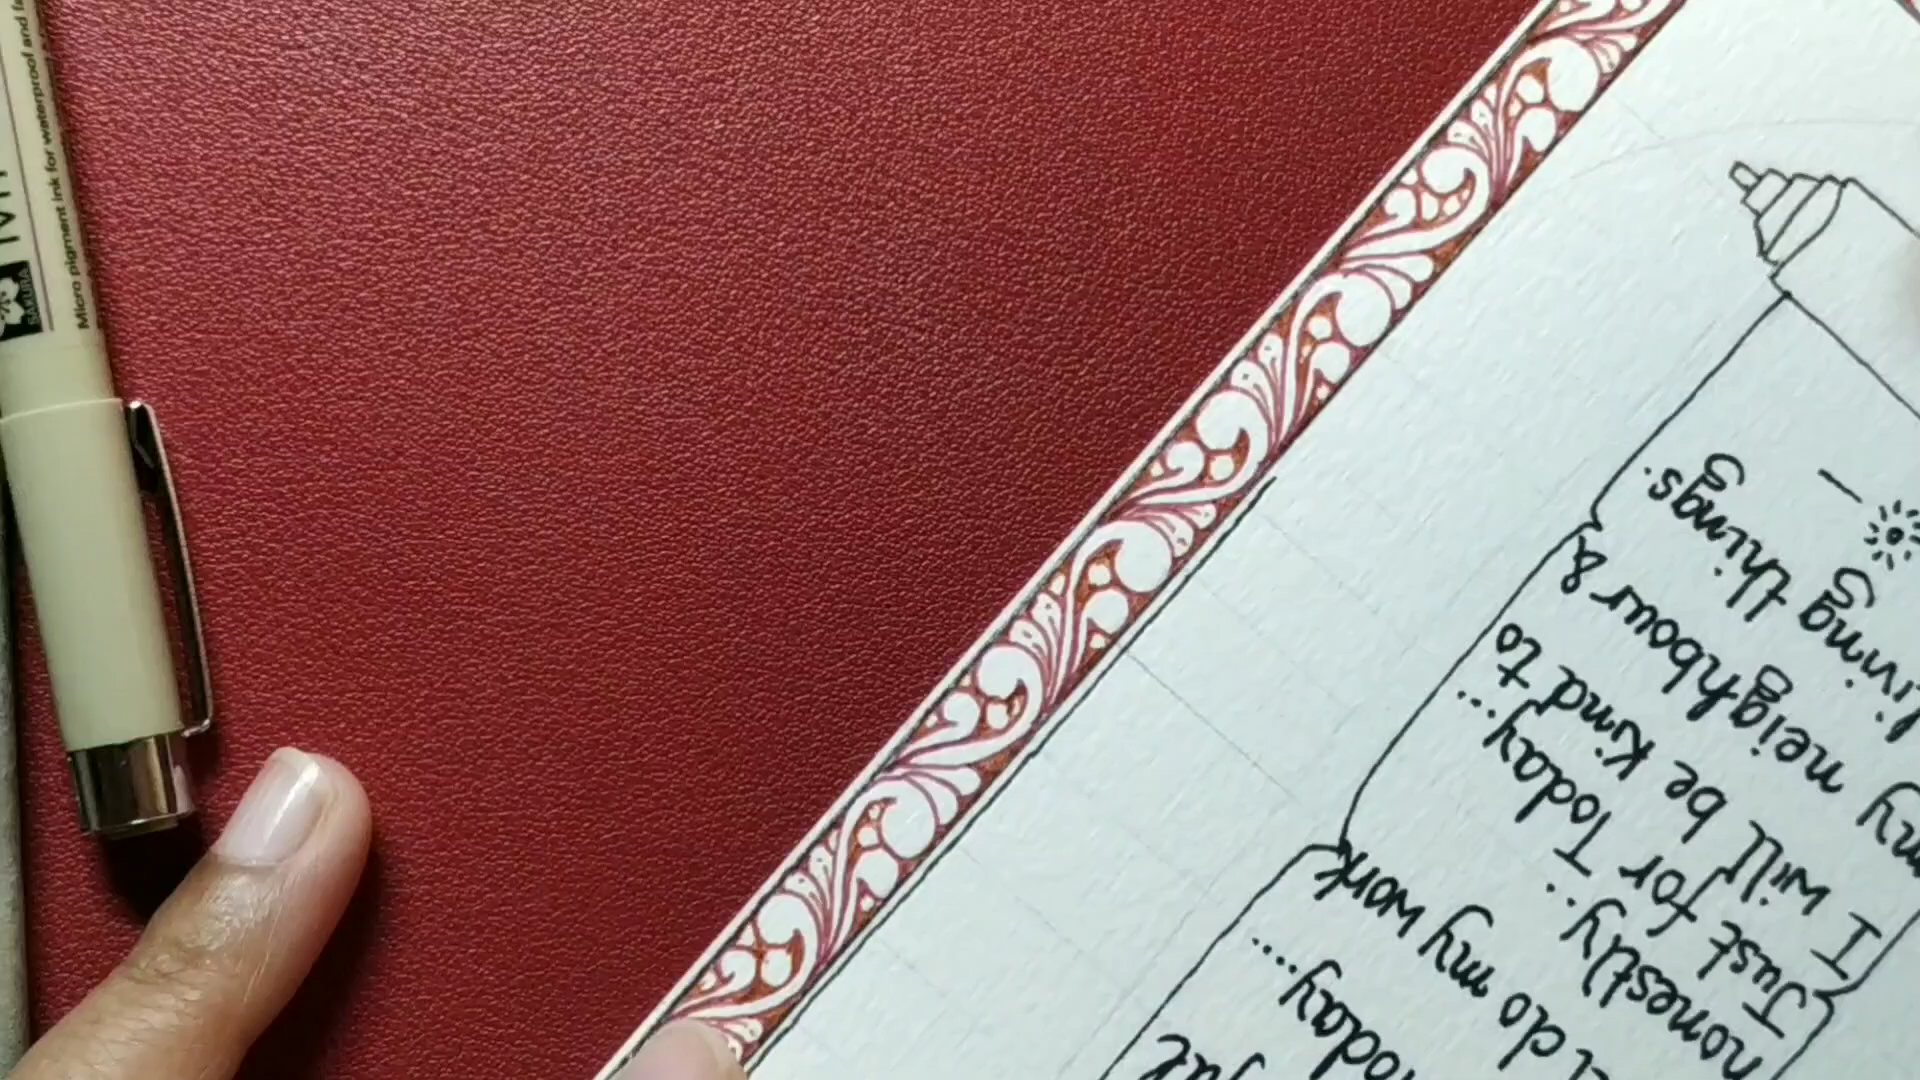 Today....
do my work
honestly.
Just for Today...
I will be kind to
my neighbour &
living things.
SAKURA
Micro pigment ink for waterproof and